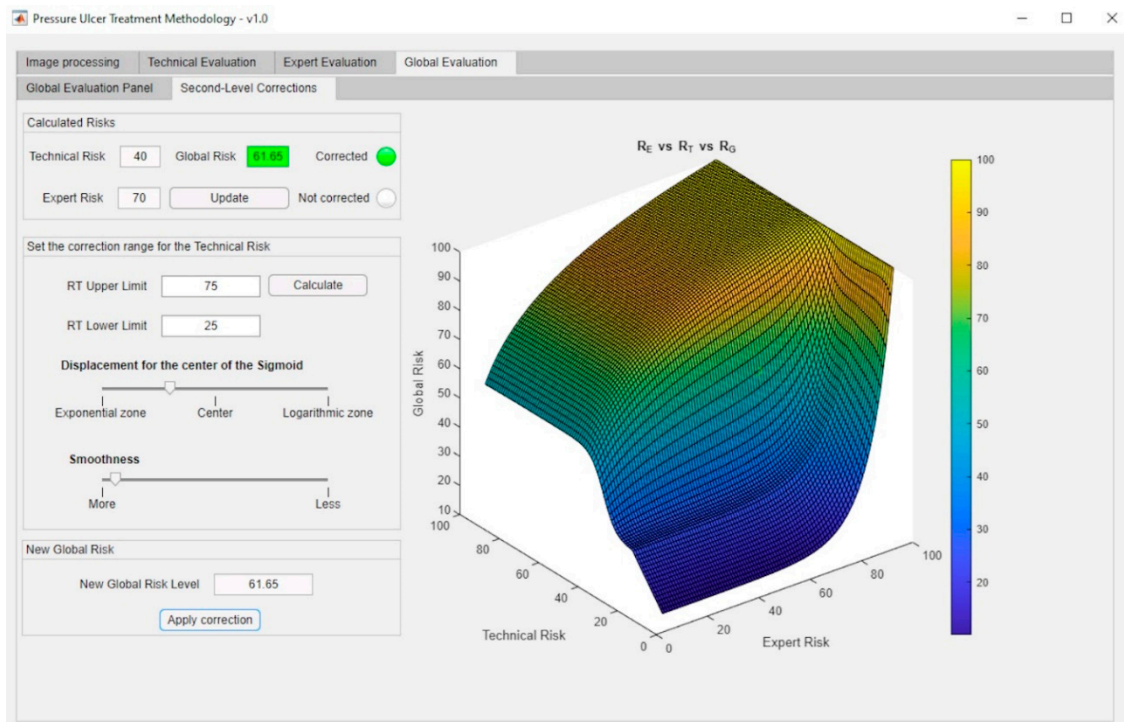 Pressure Ulcer Treatment Methodology - v1.0
Image processing Technical Evaluation Expert Evaluation Global Evaluation
Global Evaluation Panel Second-Level Corrections
Calculated Risks
Technical Risk 40 Global Risk 61.65 Corrected
Expert Risk 70 Update Not corrected
Set the correction range for the Technical Risk
RT Upper Limit 75 Calculate
RT Lower Limit 25
Displacement for the center of the Sigmoid
Exponential zone Center Logarithmic zone
Smoothness
More Less
New Global Risk
New Global Risk Level 61.65
Apply correction
R_E vs R_T vs R_G
Global Risk
100
90
80
70
60
50
40
30
20
10
100
80
60
40
20
0
Technical Risk
0
20
40
60
80
100
Expert Risk
100
90
80
70
60
50
40
30
20